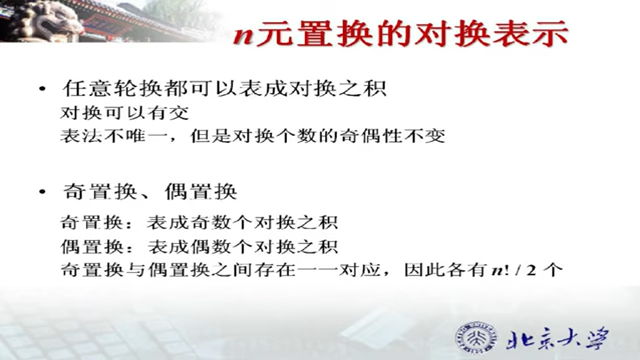 n元置换的对换表示
• 任意轮换都可以表成对换之积
对换可以有交
表法不唯一，但是对换个数的奇偶性不变
• 奇置换、偶置换
奇置换：表成奇数个对换之积
偶置换：表成偶数个对换之积
奇置换与偶置换之间存在一一对应，因此各有 n! / 2 个
北京大学